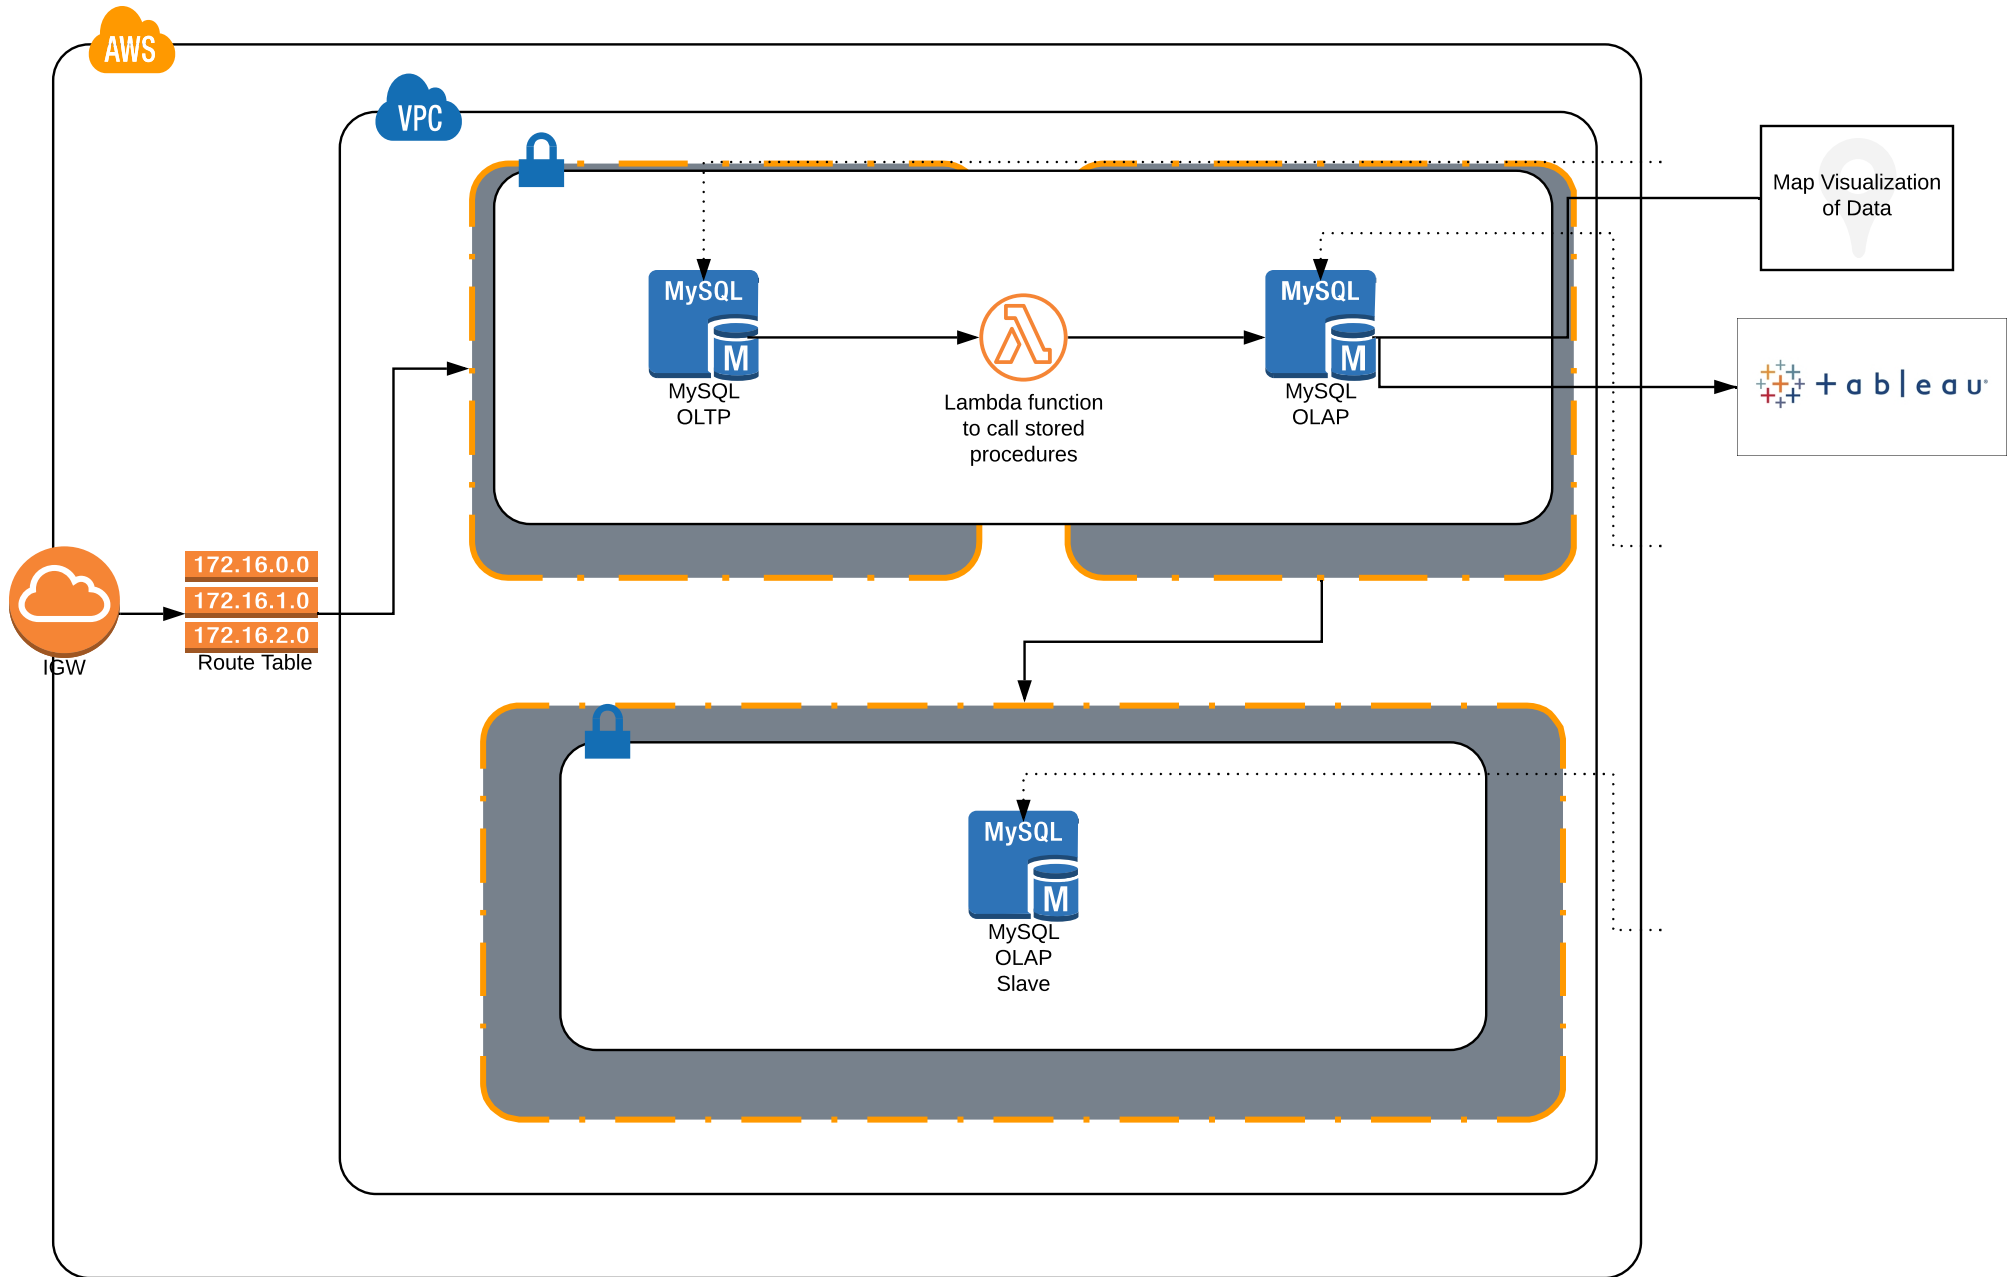 AWS
VPC
Map Visualization
of Data
MySQL
M
MySQL
OLTP
Lambda function
to call stored
procedures
MySQL
M
MySQL
OLAP
+ a b l e a u
172.16.0.0
172.16.1.0
172.16.2.0
IGW
Route Table
MySQL
M
MySQL
OLAP
Slave